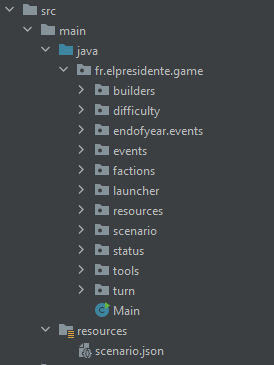 src
main
java
fr.elpresidente.game
builders
difficulty
endofyear.events
events
factions
launcher
resources
scenario
status
tools
turn
Main
resources
scenario.json